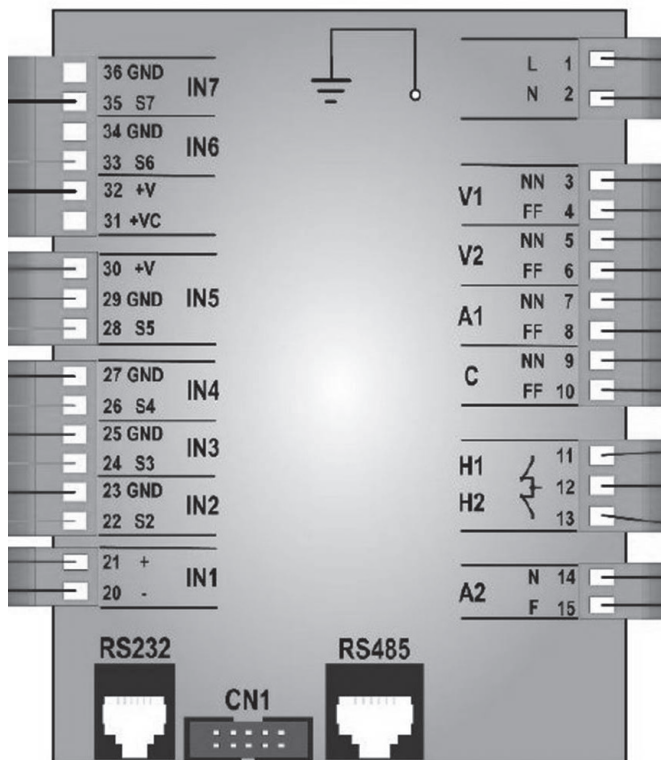 36 GND
35 S7
IN7
34 GND
33 S6
IN6
32 +V
31 +VC
30 +V
29 GND
28 S5
IN5
27 GND
26 S4
IN4
25 GND
24 S3
IN3
23 GND
22 S2
IN2
21 +
20 -
IN1
L 1
N 2
V1
NN 3
FF 4
V2
NN 5
FF 6
A1
NN 7
FF 8
C
NN 9
FF 10
H1
H2
11
12
13
A2
N 14
F 15
RS232
CN1
RS485